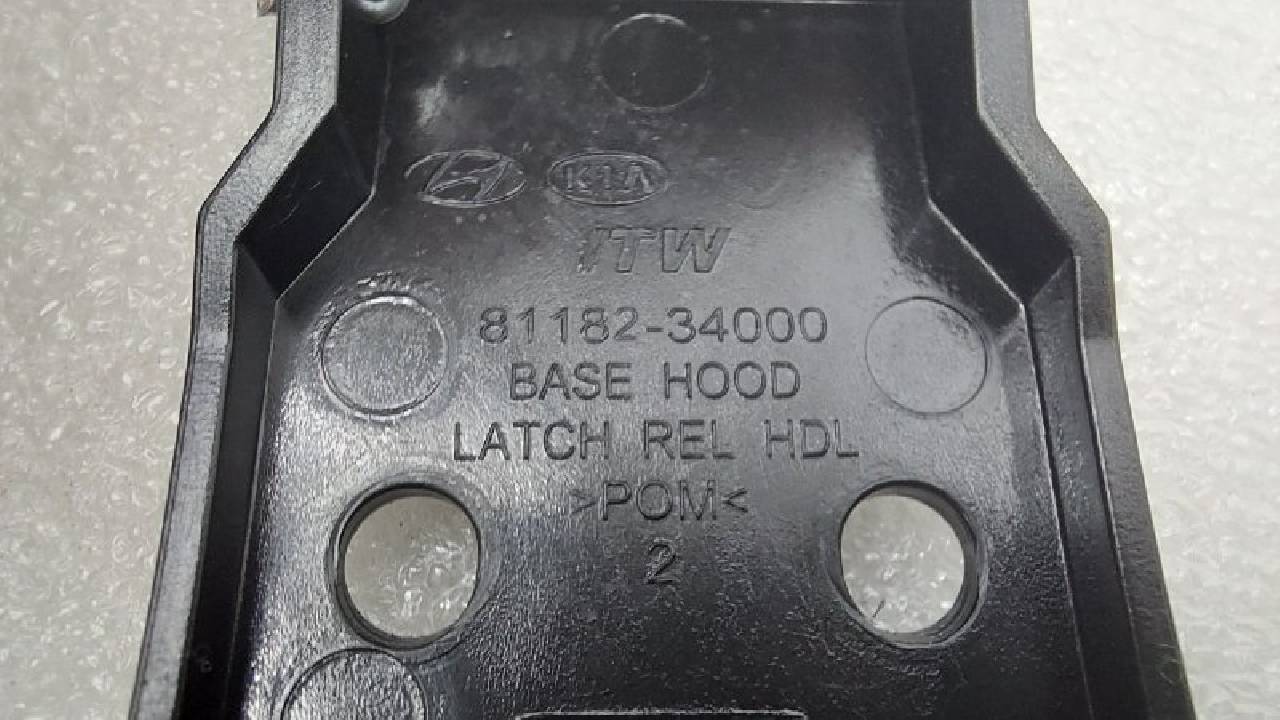 KIA
ITW
81182-34000
BASE HOOD
LATCH REL HDL
>POM<
2